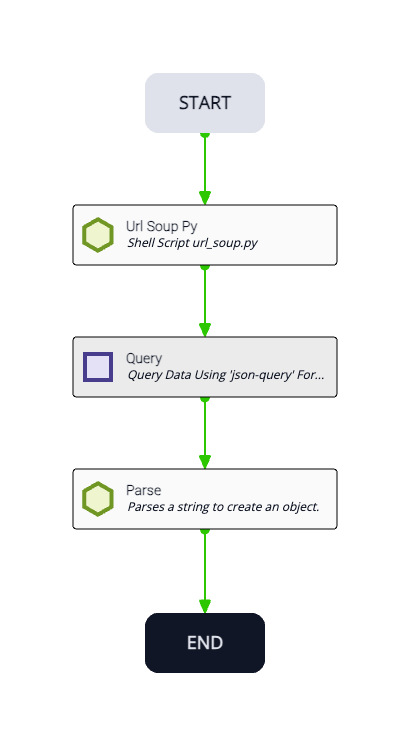 START
Url Soup Py
Shell Script url_soup.py
Query
Query Data Using 'json-query' For...
Parse
Parses a string to create an object.
END